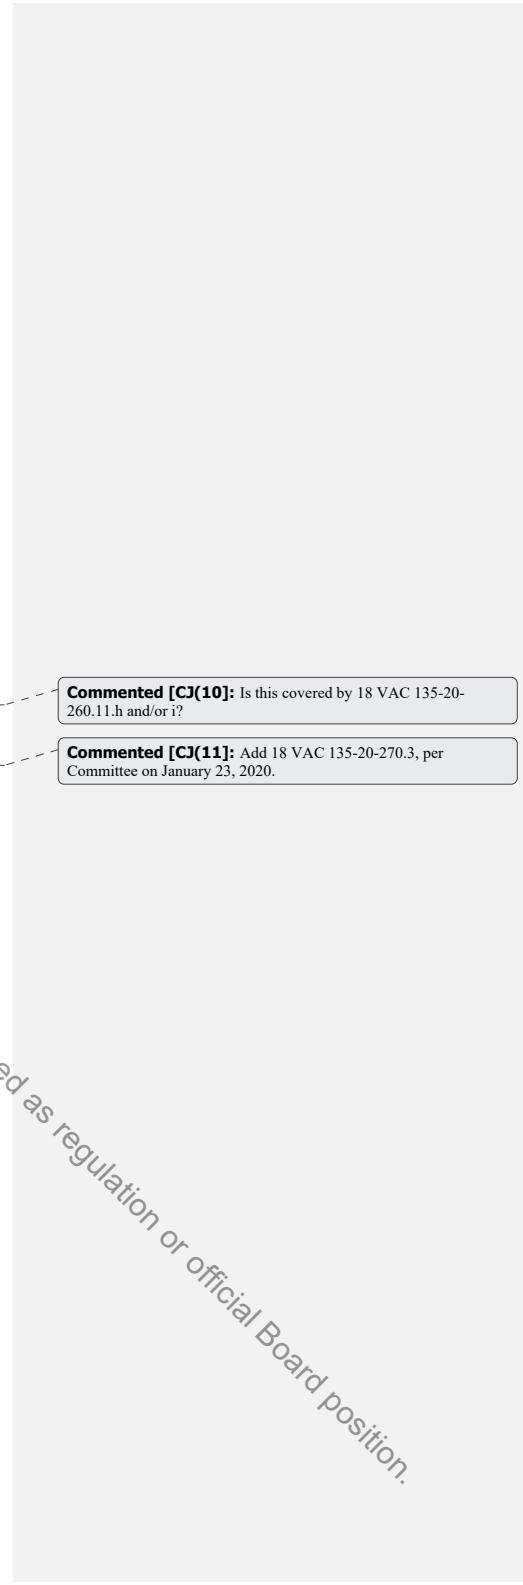 Commented [CJ(10]: Is this covered by 18 VAC 135-20-
260.11.h and/or i?
Commented [CJ(11]: Add 18 VAC 135-20-270.3, per
Committee on January 23, 2020.
as regulation or official Board position.